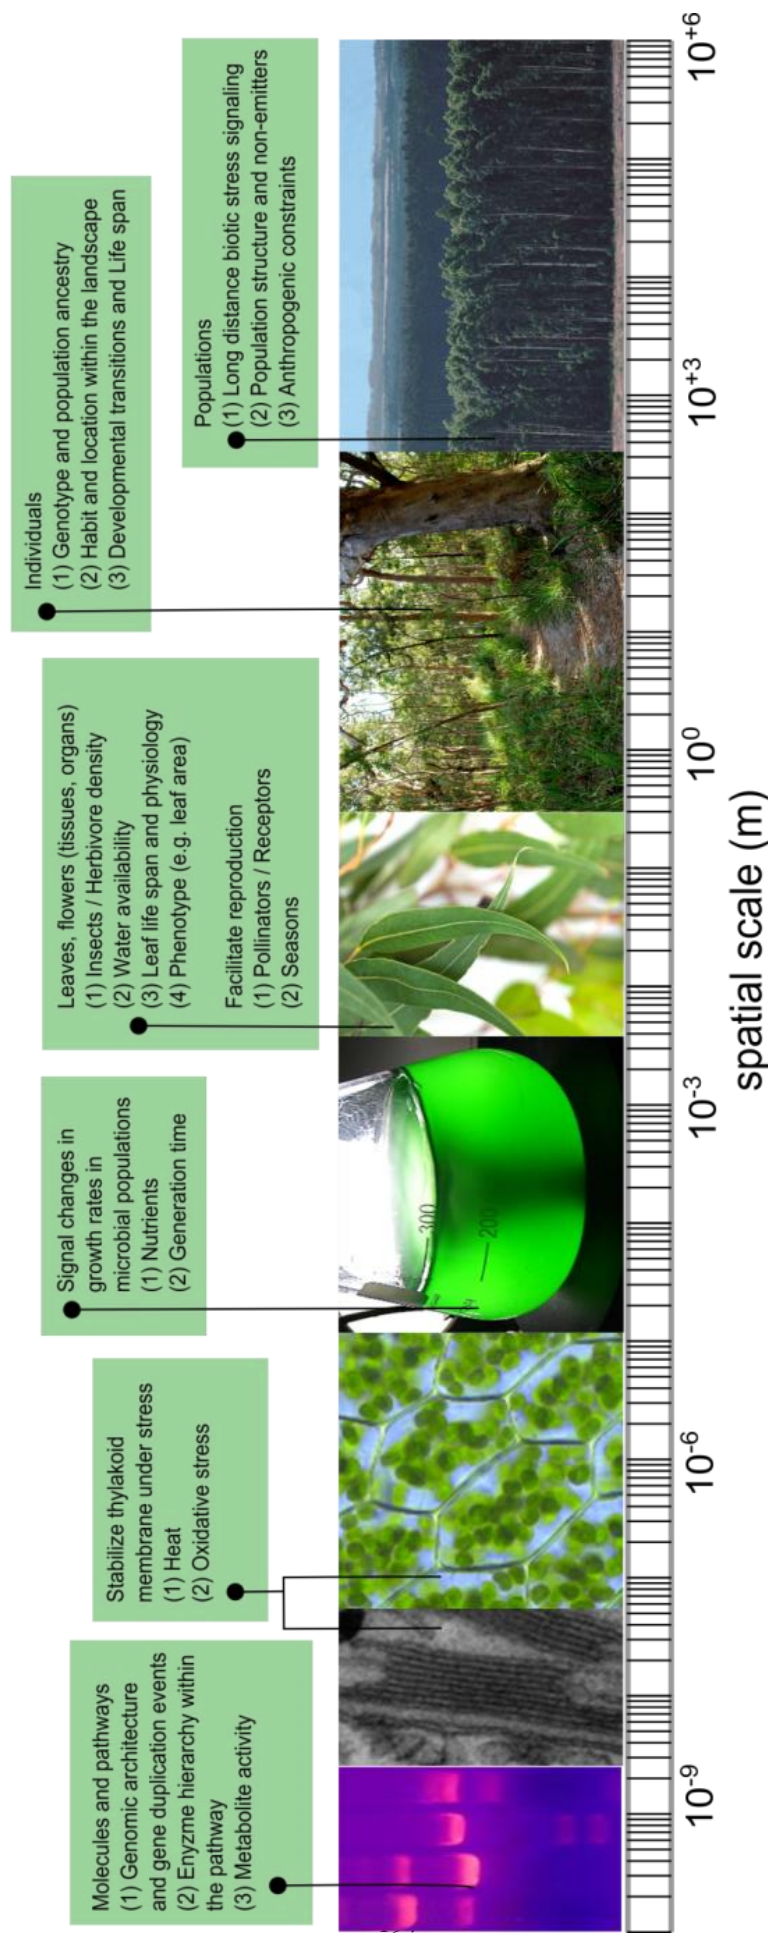 Molecules and pathways
(1) Genomic architecture
and gene duplication events
(2) Enyzme hierarchy within
the pathway
(3) Metabolite activity
Stabilize thylakoid
membrane under stress
(1) Heat
(2) Oxidative stress
Signal changes in
growth rates in
microbial populations
(1) Nutrients
(2) Generation time
Leaves, flowers (tissues, organs)
(1) Insects / Herbivore density
(2) Water availability
(3) Leaf life span and physiology
(4) Phenotype (e.g. leaf area)
Facilitate reproduction
(1) Pollinators / Receptors
(2) Seasons
Individuals
(1) Genotype and population ancestry
(2) Habit and location within the landscape
(3) Developmental transitions and Life span
Populations
(1) Long distance biotic stress signaling
(2) Population structure and non-emitters
(3) Anthropogenic constraints
300
200
10-9
10-6
10-3
100
10+3
10+6
spatial scale (m)